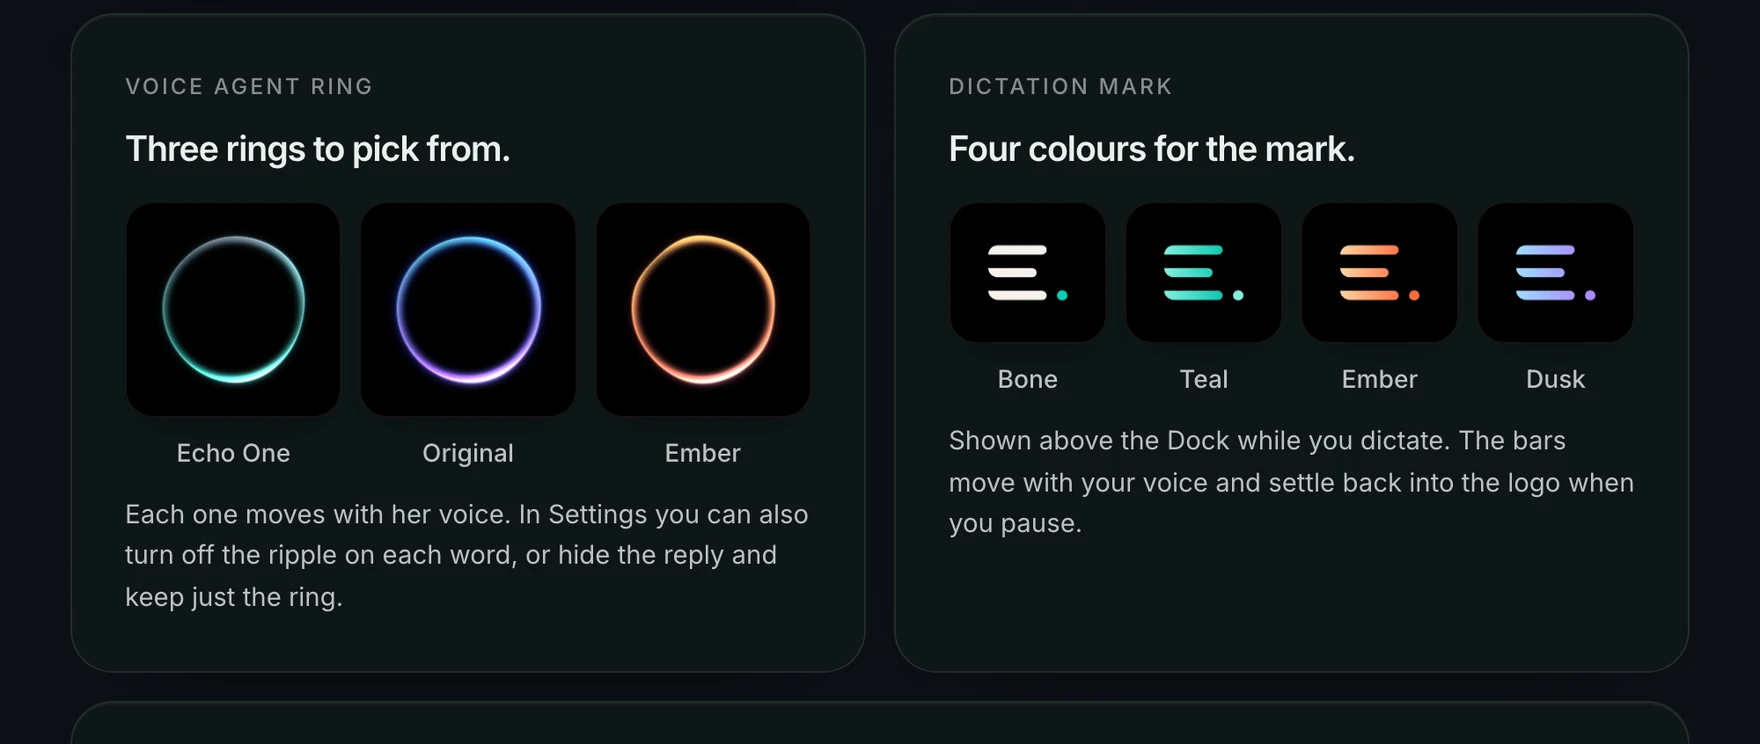 VOICE AGENT RING
Three rings to pick from.
Echo One
Original
Ember
Each one moves with her voice. In Settings you can also
turn off the ripple on each word, or hide the reply and
keep just the ring.
DICTATION MARK
Four colours for the mark.
Bone
Teal
Ember
Dusk
Shown above the Dock while you dictate. The bars
move with your voice and settle back into the logo when
you pause.